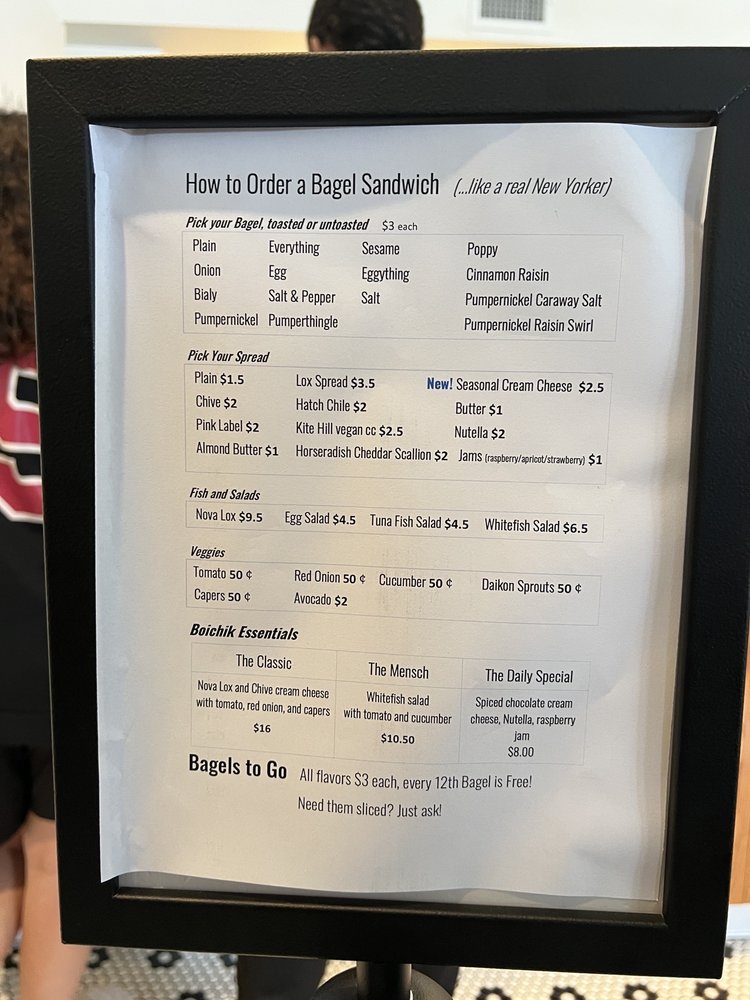 How to Order a Bagel Sandwich (...like a real New Yorker)
Pick your Bagel, toasted or untoasted $3 each
Plain Everything Sesame Poppy
Onion Egg Eggything Cinnamon Raisin
Bialy Salt & Pepper Salt Pumpernickel Caraway Salt
Pumpernickel Pumperthingle Pumpernickel Raisin Swirl
Pick Your Spread
Plain $1.5 Lox Spread $3.5 New! Seasonal Cream Cheese $2.5
Chive $2 Hatch Chile $2 Butter $1
Pink Label $2 Kite Hill vegan cc $2.5 Nutella $2
Almond Butter $1 Horseradish Cheddar Scallion $2 Jams (raspberry/apricot/strawberry) $1
Fish and Salads
Nova Lox $9.5 Egg Salad $4.5 Tuna Fish Salad $4.5 Whitefish Salad $6.5
Veggies
Tomato 50 ¢ Red Onion 50 ¢ Cucumber 50 ¢ Daikon Sprouts 50 ¢
Capers 50 ¢ Avocado $2
Boichik Essentials
The Classic
Nova Lox and Chive cream cheese
with tomato, red onion, and capers
$16
The Mensch
Whitefish salad
with tomato and cucumber
$10.50
The Daily Special
Spiced chocolate cream
cheese, Nutella, raspberry
jam
$8.00
Bagels to Go All flavors $3 each, every 12th Bagel is Free!
Need them sliced? Just ask!